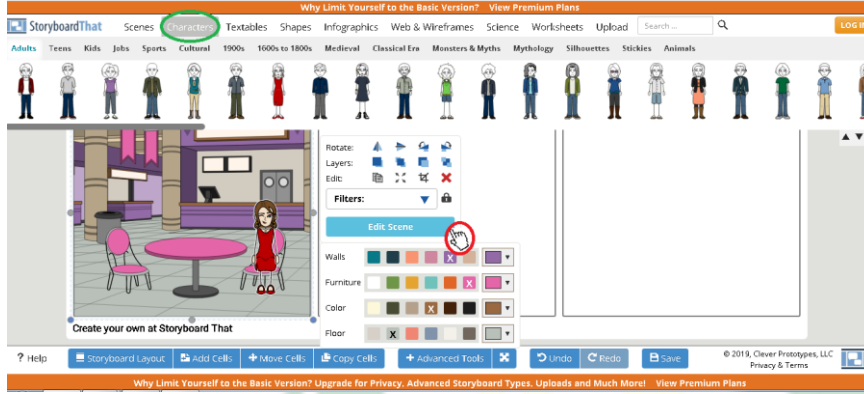 Why Limit Yourself to the Basic Version? View Premium Plans
StoryboardThat Scenes Characters Textables Shapes Infographics Web & Wireframes Science Worksheets Upload Search ... LOG IN
Adults Teens Kids Jobs Sports Cultural 1900s 1600s to 1800s Medieval Classical Era Monsters & Myths Mythology Silhouettes Stickies Animals
Rotate:
Layers:
Edit:
Filters:
Edit Scene
Walls X
Furniture X
Color X
Floor X
Create your own at Storyboard That
? Help Storyboard Layout Add Cells Move Cells Copy Cells Advanced Tools Undo Redo Save © 2019, Clever Prototypes, LLC
Privacy & Terms
Why Limit Yourself to the Basic Version? Upgrade for Privacy, Advanced Storyboard Types, Uploads and Much More! View Premium Plans